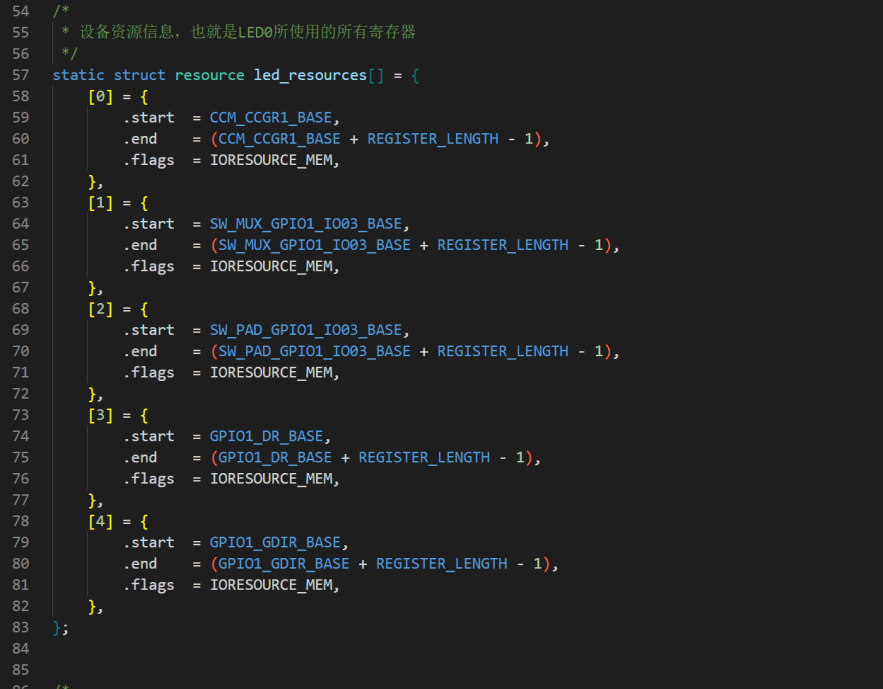 54 /*
55  * 设备资源信息，也就是LED0所使用的所有寄存器
56  */
57 static struct resource led_resources[] = {
58     [0] = {
59         .start  = CCM_CCGR1_BASE,
60         .end    = (CCM_CCGR1_BASE + REGISTER_LENGTH - 1),
61         .flags  = IORESOURCE_MEM,
62     },
63     [1] = {
64         .start  = SW_MUX_GPIO1_IO03_BASE,
65         .end    = (SW_MUX_GPIO1_IO03_BASE + REGISTER_LENGTH - 1),
66         .flags  = IORESOURCE_MEM,
67     },
68     [2] = {
69         .start  = SW_PAD_GPIO1_IO03_BASE,
70         .end    = (SW_PAD_GPIO1_IO03_BASE + REGISTER_LENGTH - 1),
71         .flags  = IORESOURCE_MEM,
72     },
73     [3] = {
74         .start  = GPIO1_DR_BASE,
75         .end    = (GPIO1_DR_BASE + REGISTER_LENGTH - 1),
76         .flags  = IORESOURCE_MEM,
77     },
78     [4] = {
79         .start  = GPIO1_GDIR_BASE,
80         .end    = (GPIO1_GDIR_BASE + REGISTER_LENGTH - 1),
81         .flags  = IORESOURCE_MEM,
82     },
83 };
84
85
86 /*